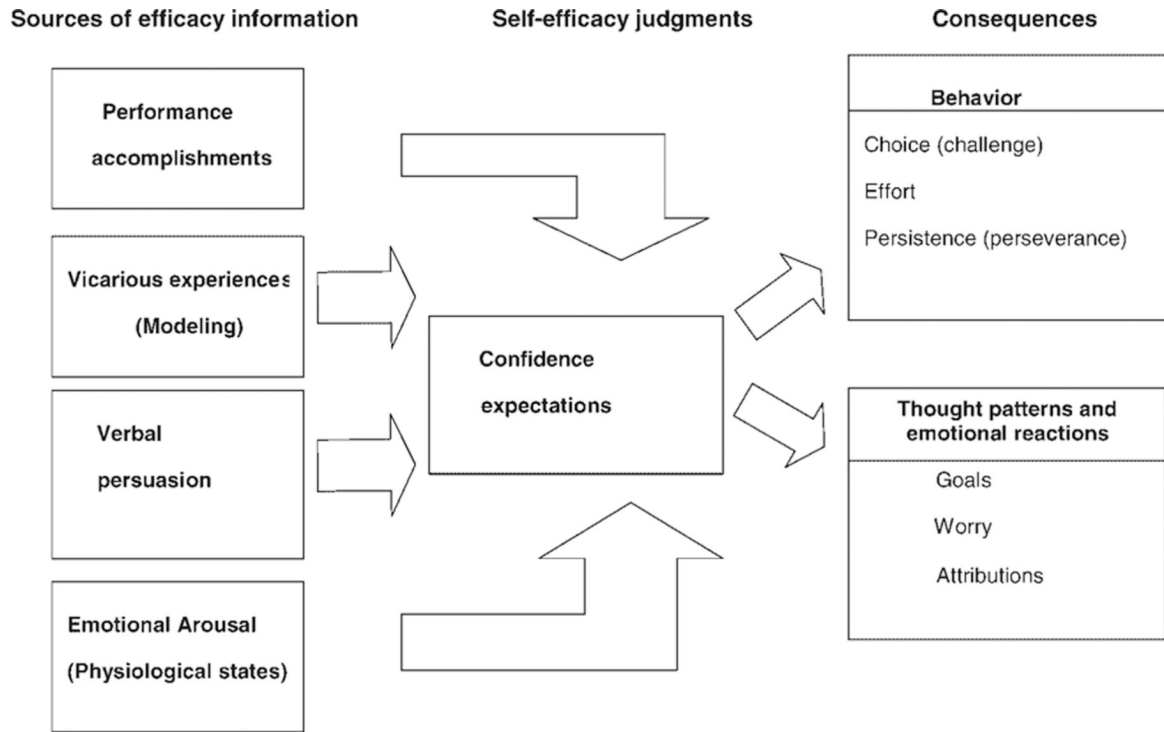 Sources of efficacy information
Self-efficacy judgments
Consequences
Performance
accomplishments
Vicarious experiences
(Modeling)
Verbal
persuasion
Emotional Arousal
(Physiological states)
Confidence
expectations
Behavior
Choice (challenge)
Effort
Persistence (perseverance)
Thought patterns and
emotional reactions
Goals
Worry
Attributions